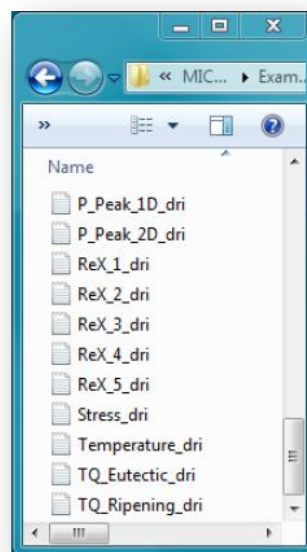 « MIC... Exam...
»
Name
P_Peak_1D_dri
P_Peak_2D_dri
ReX_1_dri
ReX_2_dri
ReX_3_dri
ReX_4_dri
ReX_5_dri
Stress_dri
Temperature_dri
TQ_Eutectic_dri
TQ_Ripening_dri